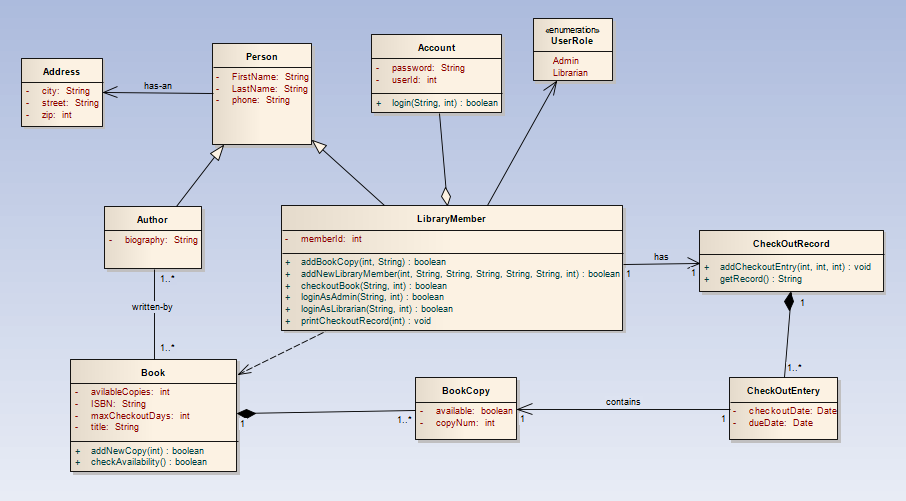 «enumeration»
UserRole
Admin
Librarian
Account
- password: String
- userId: int
+ login(String, int) : boolean
Person
- FirstName: String
- LastName: String
- phone: String
Address
- city: String
- street: String
- zip: int
has-an
Author
- biography: String
LibraryMember
- memberId: int
+ addBookCopy(int, String) : boolean
+ addNewLibraryMember(int, String, String, String, String, String, int) : boolean
+ checkoutBook(String, int) : boolean
+ loginAsAdmin(String, int) : boolean
+ loginAsLibrarian(String, int) : boolean
+ printCheckoutRecord(int) : void
has
1
1
CheckOutRecord
+ addCheckoutEntry(int, int, int) : void
+ getRecord() : String
1
1..*
1..*
written-by
1..*
Book
- avilableCopies: int
- ISBN: String
- maxCheckoutDays: int
- title: String
+ addNewCopy(int) : boolean
+ checkAvailability() : boolean
1
1..*
BookCopy
- available: boolean
- copyNum: int
1
contains
1
CheckOutEntery
- checkoutDate: Date
- dueDate: Date